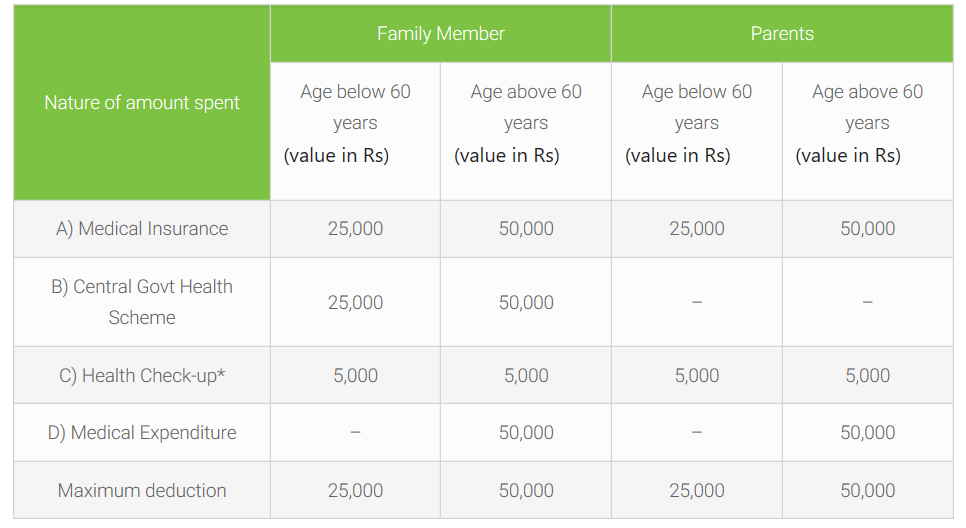 Family Member Parents
Nature of amount spent
Age below 60 Age above 60 Age below 60 Age above 60
years years years years
(value in Rs) (value in Rs) (value in Rs) (value in Rs)
A) Medical Insurance 25,000 50,000 25,000 50,000
B) Central Govt Health
Scheme 25,000 50,000 – –
C) Health Check-up* 5,000 5,000 5,000 5,000
D) Medical Expenditure – 50,000 – 50,000
Maximum deduction 25,000 50,000 25,000 50,000